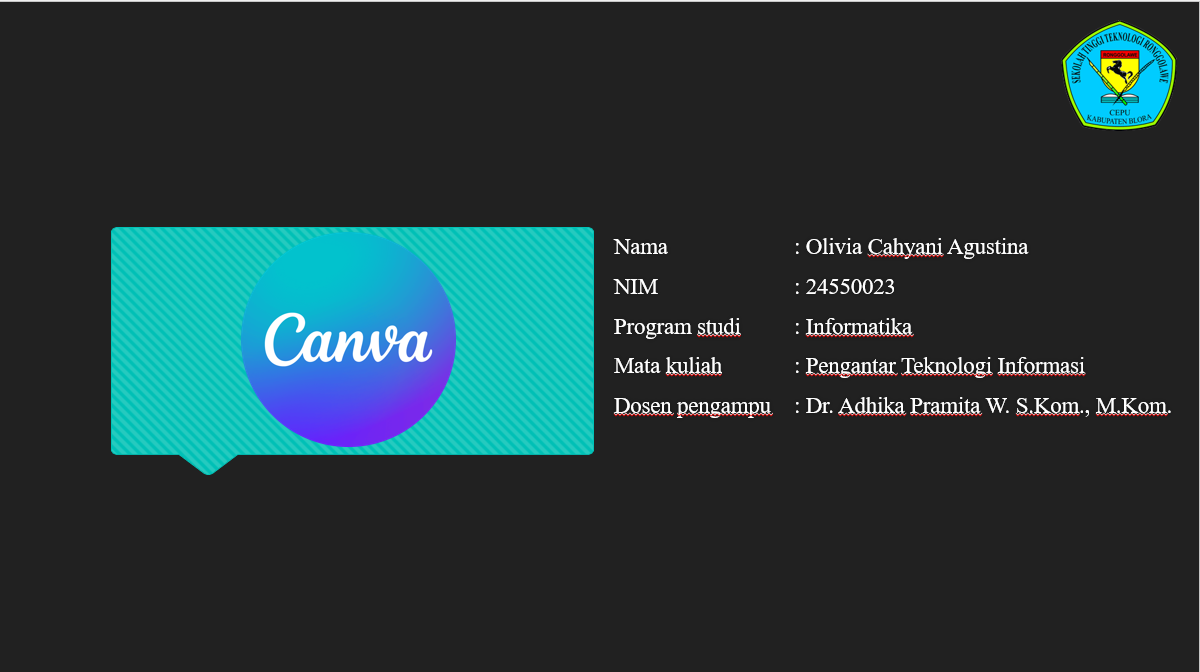 SEKOLAH TINGGI TEKNOLOGI RONGGOLAWE
RONGGOLAWE
CEPU
KABUPATEN BLORA
Canva
Nama : Olivia Cahyani Agustina
NIM : 24550023
Program studi : Informatika
Mata kuliah : Pengantar Teknologi Informasi
Dosen pengampu : Dr. Adhika Pramita W. S.Kom., M.Kom.